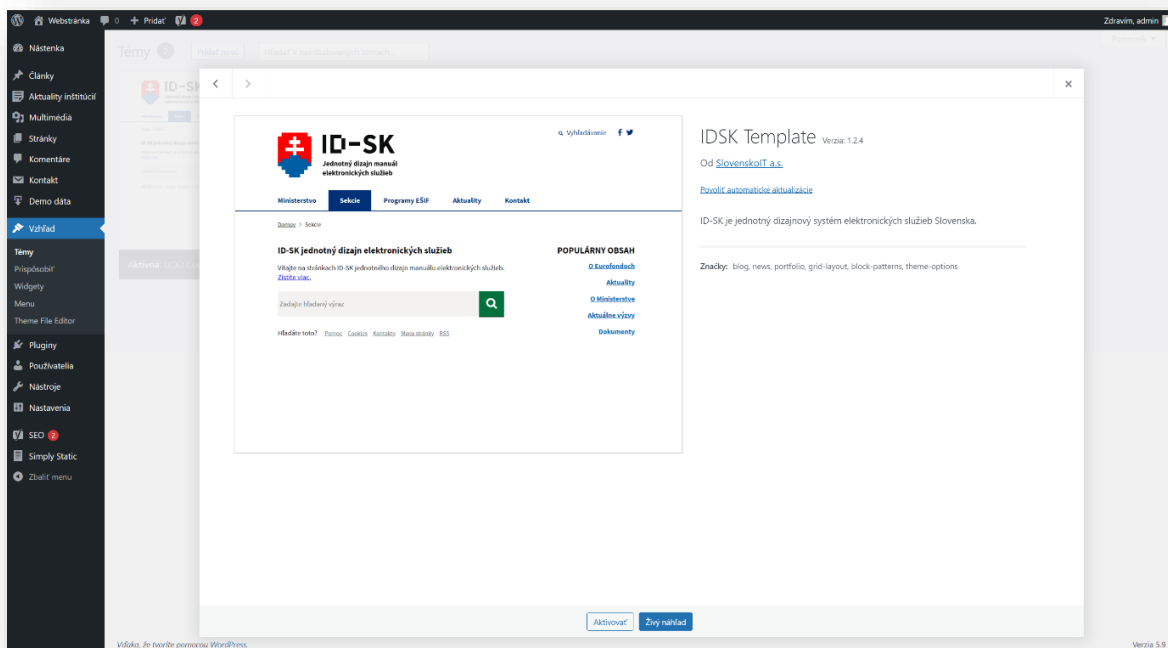 Webstránka 0 + Pridať 2
Zdravím, admin
Nástenka
Články
Aktuality inštitúcií
Multimédiá
Stránky
Komentáre
Kontakt
Demo dáta
Vzhľad
Témy
Prispôsobiť
Widgety
Menu
Theme File Editor
Pluginy
Používatelia
Nástroje
Nastavenia
SEO 2
Simply Static
Zbaliť menu
Témy 2 Pridať novú
ID-SK
Jednotný dizajn manuál
elektronických služieb
Vyhľadávanie
Ministerstvo Sekcie Programy EŠIF Aktuality Kontakt
Domov > Sekcie
ID-SK jednotný dizajn elektronických služieb
Vitajte na stránkach ID-SK jednotného dizajn manuálu elektronických služieb.
Zistite viac.
Zadajte hľadaný výraz
Hľadáte toto? Pomoc Cookies Kontakty Mapa stránky RSS
POPULÁRNY OBSAH
O Eurofondoch
Aktuality
O Ministerstve
Aktuálne výzvy
Dokumenty
IDSK Template Verzia: 1.2.4
Od SlovenskoIT a.s.
Povoliť automatické aktualizácie
ID-SK je jednotný dizajnový systém elektronických služieb Slovenska.
Značky: blog, news, portfolio, grid-layout, block-patterns, theme-options
Aktivovať Živý náhľad
Vďaka, že tvoríte pomocou WordPress.
Verzia 5.9